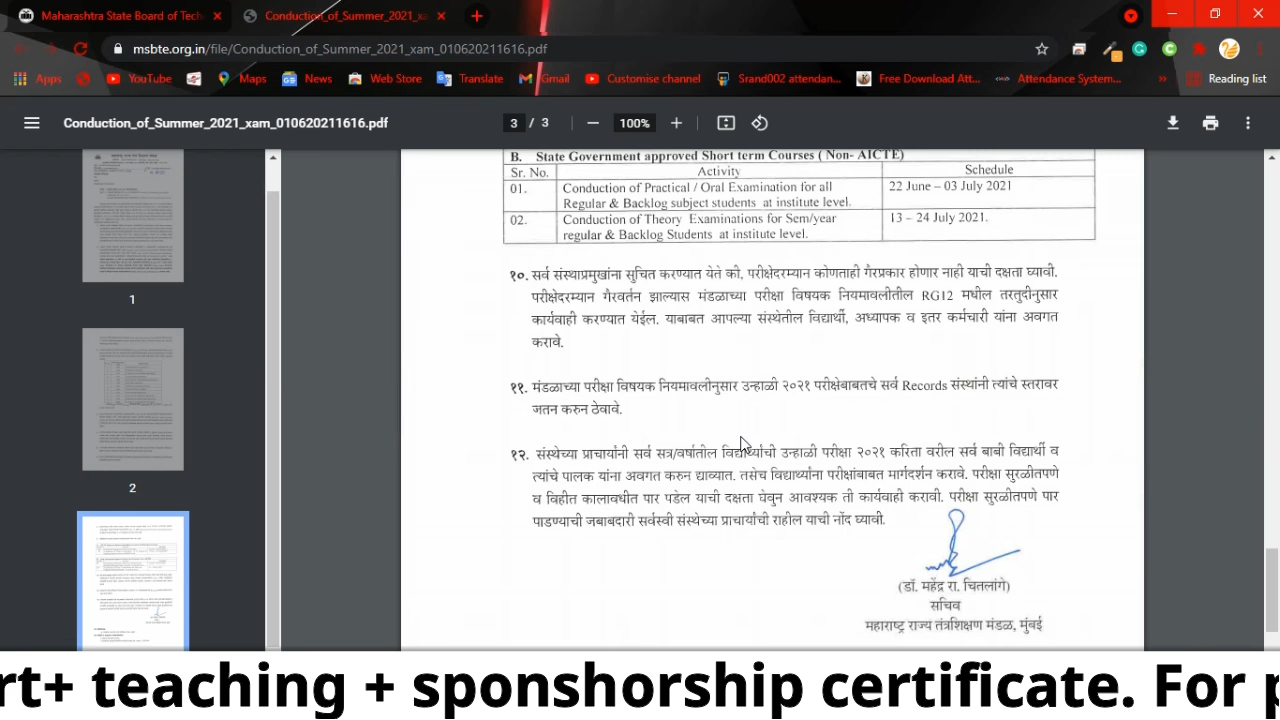 Maharashtra State Board of Tech
Conduction_of_Summer_2021_xa
msbte.org.in/file/Conduction_of_Summer_2021_xam_010620211616.pdf
Apps YouTube Maps News Web Store Translate Gmail Customise channel Srand002 attendan... Free Download Att... Attendance System... » Reading list
Conduction_of_Summer_2021_xam_010620211616.pdf 3 / 3 100%
1
2
B. State Government approved Short term Courses ( Non-AICTE)
Sr. No. Activity Schedule
01. Conduction of Practical / Oral Examinations for all 22 June – 03 July 2021
Regular & Backlog subject students at institute level.
02. Conduction of Theory Examinations for sem/year 13 – 24 July 2021.
regular & Backlog Students at institute level.
१०. सर्व संस्थाप्रमुखांना सुचित करण्यात येते की, परीक्षेदरम्यान कोणताही गैरप्रकार होणार नाही याची दक्षता घ्यावी.
परीक्षेदरम्यान गैरवर्तन झाल्यास मंडळाच्या परीक्षा विषयक नियमावलीतील RG12 मधील तरतुदीनुसार
कार्यवाही करण्यात येईल, याबाबत आपल्या संस्थेतील विद्यार्थी, अध्यापक व इतर कर्मचारी यांना अवगत
करावे.
११. मंडळाच्या परीक्षा विषयक नियमावलीनुसार उन्हाळी २०२१ परीक्षेबाबतचे सर्व Records संस्थांनी त्यांचे स्तरावर
जतन करुन ठेवावे.
१२. संस्थेच्या प्राचार्यांनी सर्व सत्र/वर्षातील विद्यार्थ्यांची उन्हाळी परीक्षा २०२१ करिता वरील सर्व बाबी विद्यार्थी व
त्यांचे पालक यांना अवगत करुन द्याव्यात. तसेच विद्यार्थ्यांना परीक्षांबाबत मार्गदर्शन करावे. परीक्षा सुरळीतपणे
व विहीत कालावधीत पार पडेल याची दक्षता घेवुन आवश्यक ती कार्यवाही करावी. परीक्षा सुरळीतपणे पार
पाडण्याची जबाबदारी सर्वस्वी संस्थेच्या प्राचार्यांची राहील याची नोंद घ्यावी.
(डॉ. महेंद्र रा. चितलांगे)
सचिव
महाराष्ट्र राज्य तंत्रशिक्षण मंडळ, मुंबई
rt+ teaching + sponshorship certificate. For p